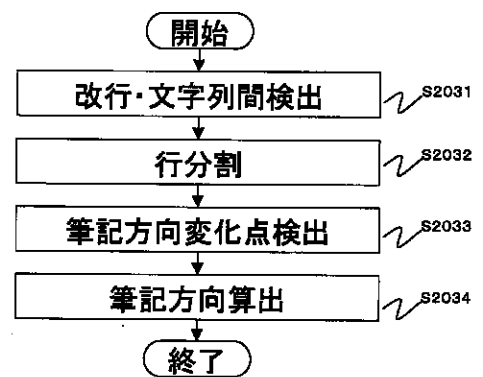 開始
改行・文字列間検出
S2031
行分割
S2032
筆記方向変化点検出
S2033
筆記方向算出
S2034
終了